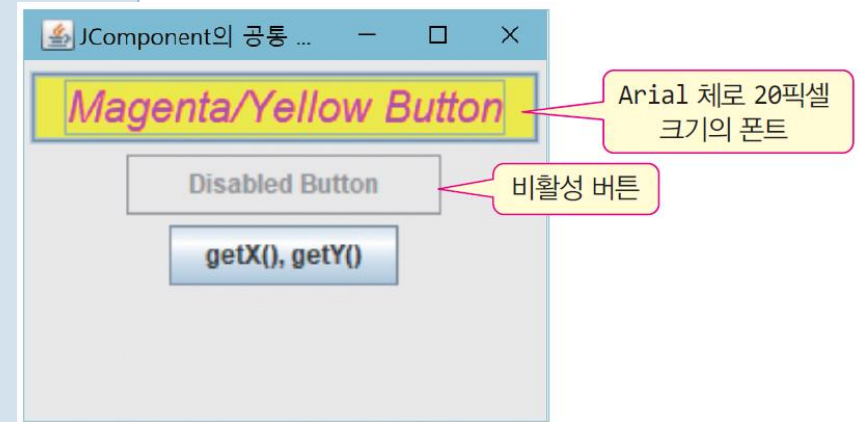 JComponent의 공통 ...
Magenta/Yellow Button
Arial 체로 20픽셀
크기의 폰트
Disabled Button
비활성 버튼
getX(), getY()